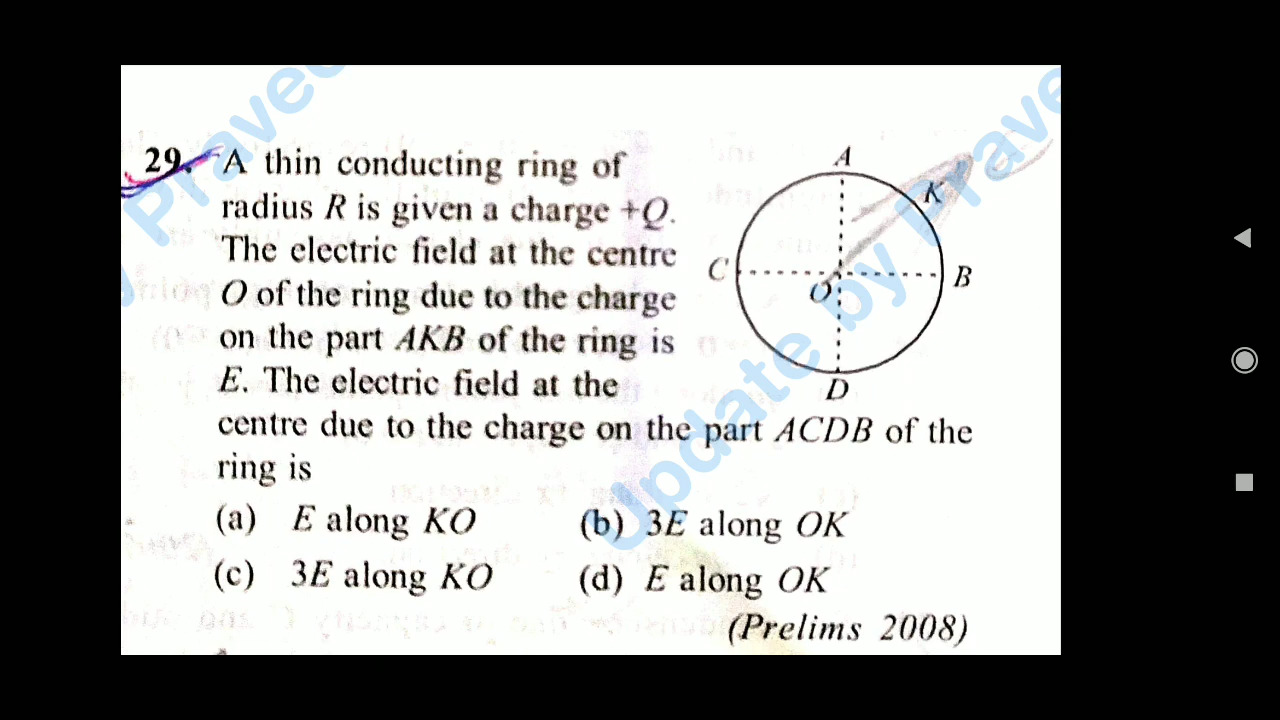 29. A thin conducting ring of
radius R is given a charge +Q.
The electric field at the centre
O of the ring due to the charge
on the part AKB of the ring is
E. The electric field at the
centre due to the charge on the part ACDB of the
ring is
(a) E along KO
(b) 3E along OK
(c) 3E along KO
(d) E along OK
(Prelims 2008)
A
K
C
B
O
D
Update by Prave
Prave
y